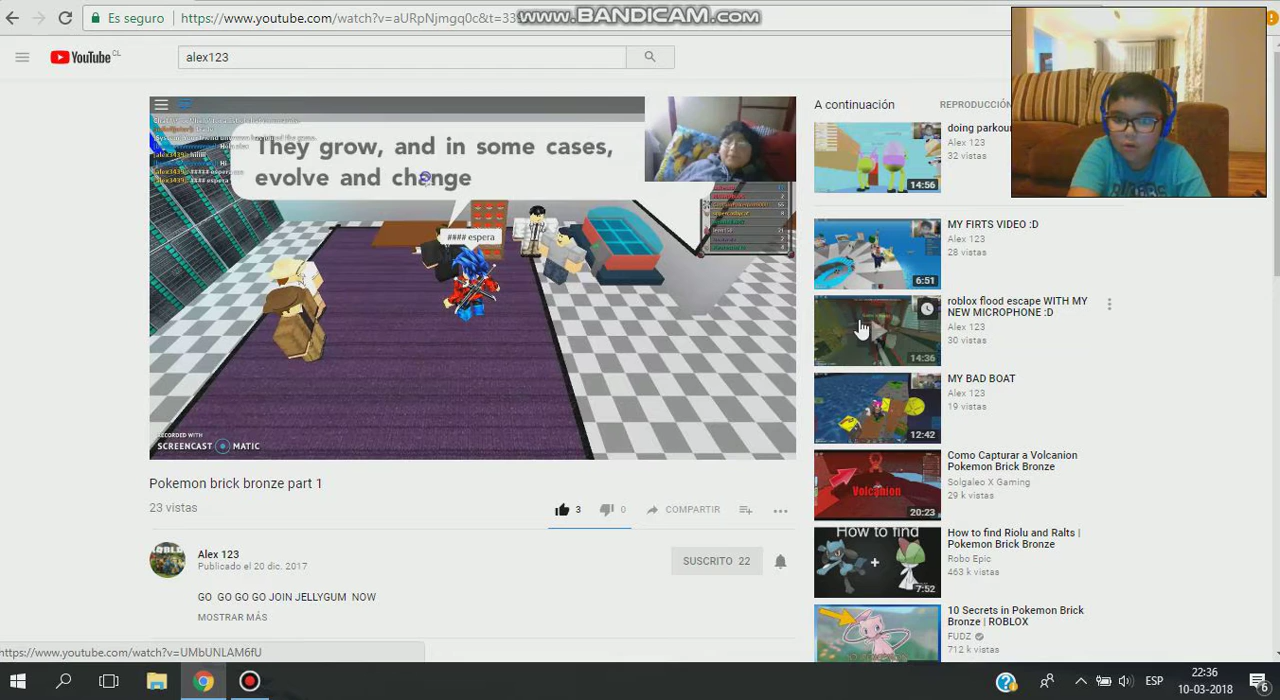 Es seguro
https://www.youtube.com/watch?v=aURpNjmgq0c&t=33
www.BANDICAM.com
YouTube CL
alex123
They grow, and in some cases,
evolve and change
#### espera
RECORDED WITH
SCREENCAST MATIC
Pokemon brick bronze part 1
23 vistas
3
0
COMPARTIR
Alex 123
Publicado el 20 dic. 2017
SUSCRITO 22
GO GO GO GO JOIN JELLYGUM NOW
MOSTRAR MÁS
A continuación
REPRODUCCIÓN
doing parkou
32 vistas
14:56
MY FIRTS VIDEO :D
Alex 123
28 vistas
6:51
roblox flood escape WITH MY
NEW MICROPHONE :D
Alex 123
30 vistas
14:36
MY BAD BOAT
Alex 123
19 vistas
12:42
Como Capturar a Volcanion
Pokemon Brick Bronze
Solgaleo X Gaming
29 k vistas
Volcanion
20:23
How to find
How to find Riolu and Ralts |
Pokemon Brick Bronze
Robo Epic
463 k vistas
7:52
10 Secrets in Pokemon Brick
Bronze | ROBLOX
FUDZ
712 k vistas
https://www.youtube.com/watch?v=UMbUNLAM6fU
ESP
22:36
10-03-2018
6